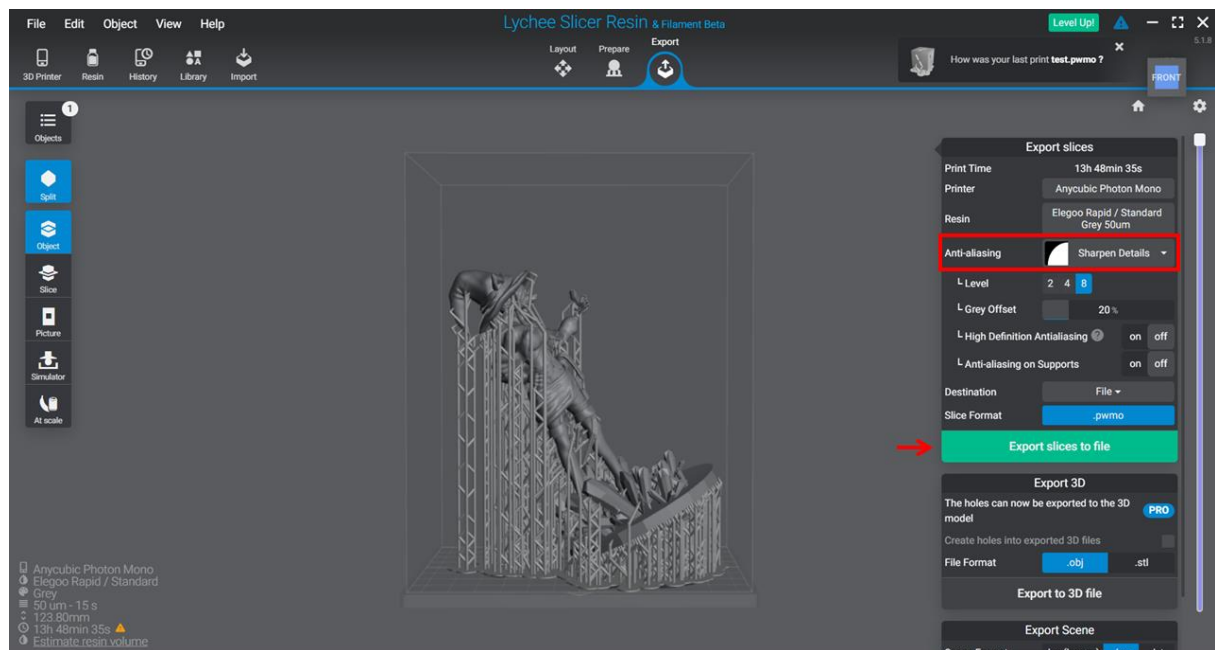 File Edit Object View Help
Lychee Slicer Resin & Filament Beta
Level Up!
5.1.8
3D Printer Resin History Library Import
Layout Prepare Export
How was your last print test.pwmo ?
FRONT
1
Objects
Split
Object
Slice
Picture
Simulator
At scale
Export slices
Print Time 13h 48min 35s
Printer Anycubic Photon Mono
Resin Elegoo Rapid / Standard
Grey 50um
Anti-aliasing Sharpen Details
Level 2 4 8
Grey Offset 20 %
High Definition Antialiasing ? on off
Anti-aliasing on Supports on off
Destination File
Slice Format .pwmo
Export slices to file
Export 3D
The holes can now be exported to the 3D
model PRO
Create holes into exported 3D files
File Format .obj .stl
Export to 3D file
Export Scene
Anycubic Photon Mono
Elegoo Rapid / Standard
Grey
50 um - 15 s
123.80mm
13h 48min 35s
Estimate resin volume